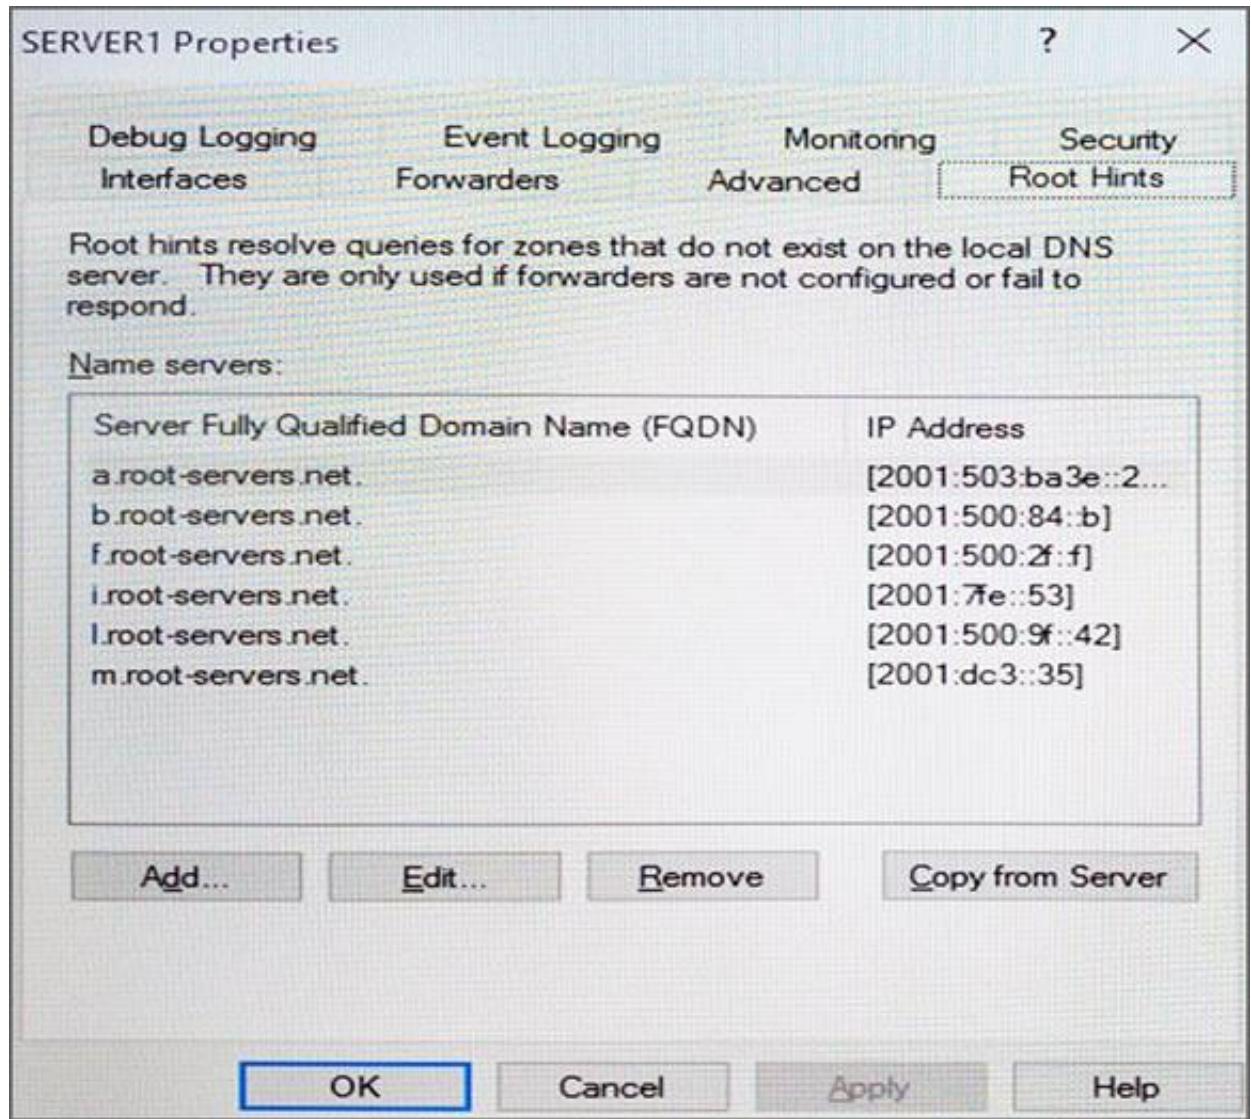 SERVER1 Properties ? X
Debug Logging Event Logging Monitoring Security
Interfaces Forwarders Advanced Root Hints
Root hints resolve queries for zones that do not exist on the local DNS
server. They are only used if forwarders are not configured or fail to
respond.
Name servers:
Server Fully Qualified Domain Name (FQDN) IP Address
a.root-servers.net. [2001:503:ba3e::2...
b.root-servers.net. [2001:500:84::b]
f.root-servers.net. [2001:500:2f::f]
i.root-servers.net. [2001:7fe::53]
l.root-servers.net. [2001:500:9f::42]
m.root-servers.net. [2001:dc3::35]
Add... Edit... Remove Copy from Server
OK Cancel Apply Help